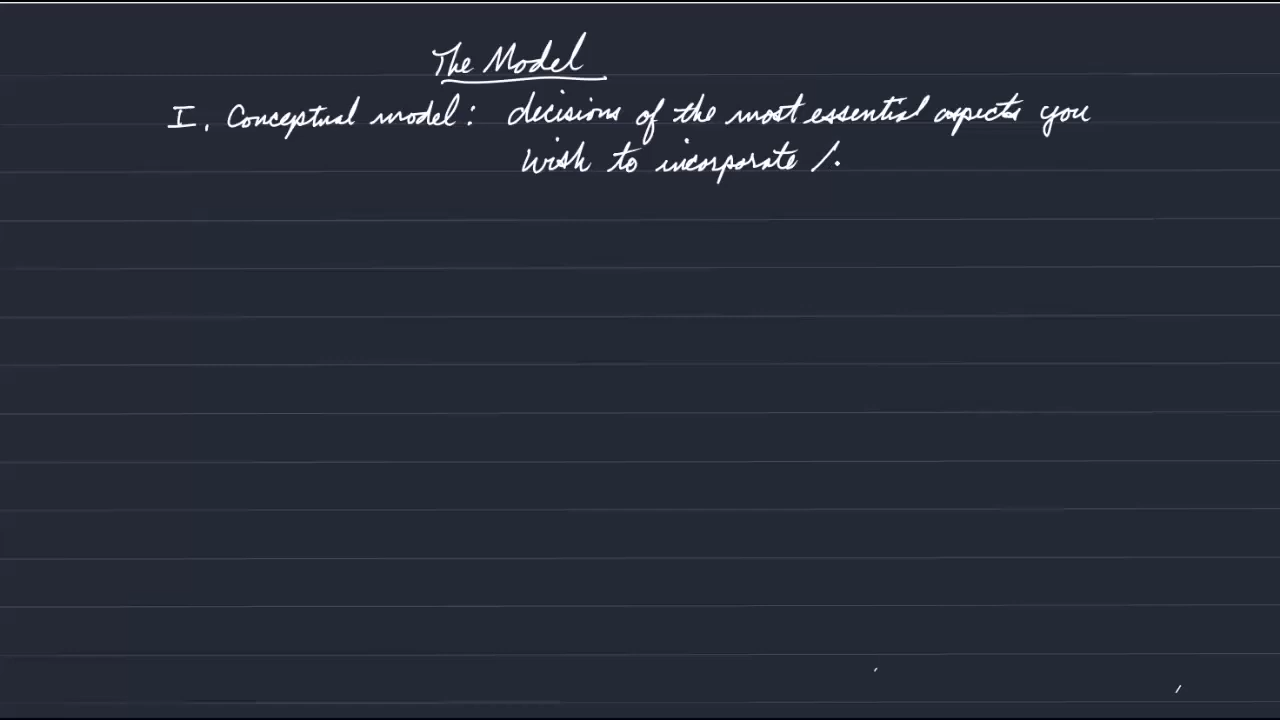 The Model
I. Conceptual model: decisions of the most essential aspects you
wish to incorporate /.